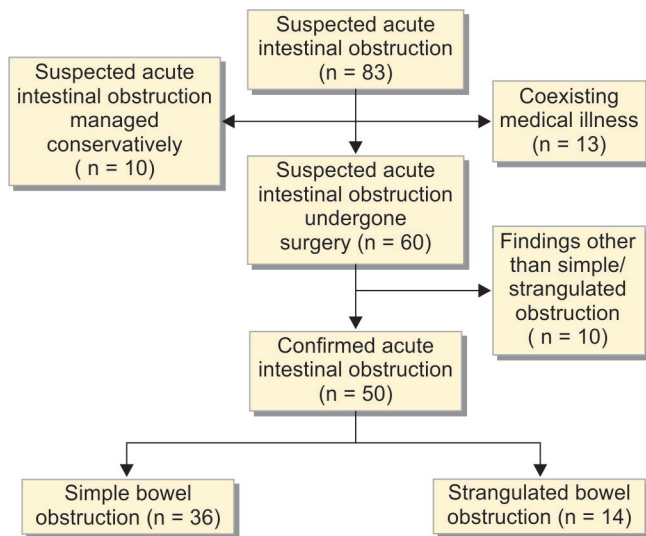 Suspected acute
intestinal obstruction
(n = 83)
Suspected acute
intestinal obstruction
managed
conservatively
( n = 10)
Coexisting
medical illness
(n = 13)
Suspected acute
intestinal obstruction
undergone
surgery (n = 60)
Findings other
than simple/
strangulated
obstruction
( n = 10)
Confirmed acute
intestinal obstruction
(n = 50)
Simple bowel
obstruction (n = 36)
Strangulated bowel
obstruction (n = 14)